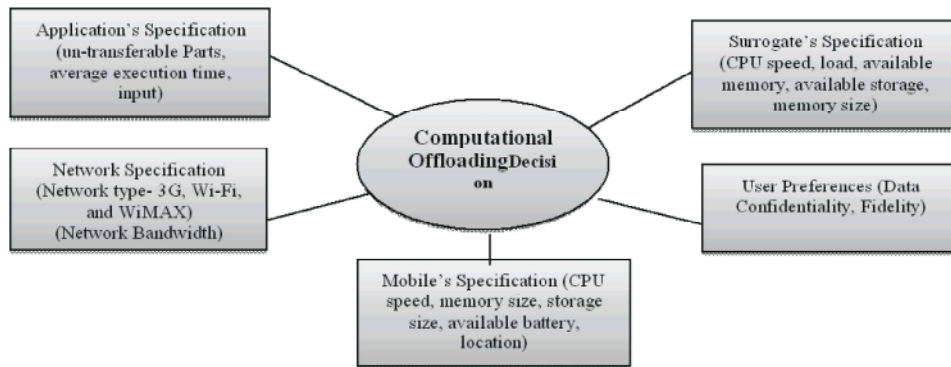 Application's Specification
(un-transferable Parts,
average execution time,
input)
Surrogate's Specification
(CPU speed, load, available
memory, available storage,
memory size)
Computational
OffloadingDecisi
on
Network Specification
(Network type- 3G, Wi-Fi,
and WiMAX)
(Network Bandwidth)
User Preferences (Data
Confidentiality, Fidelity)
Mobile's Specification (CPU
speed, memory size, storage
size, available battery,
location)